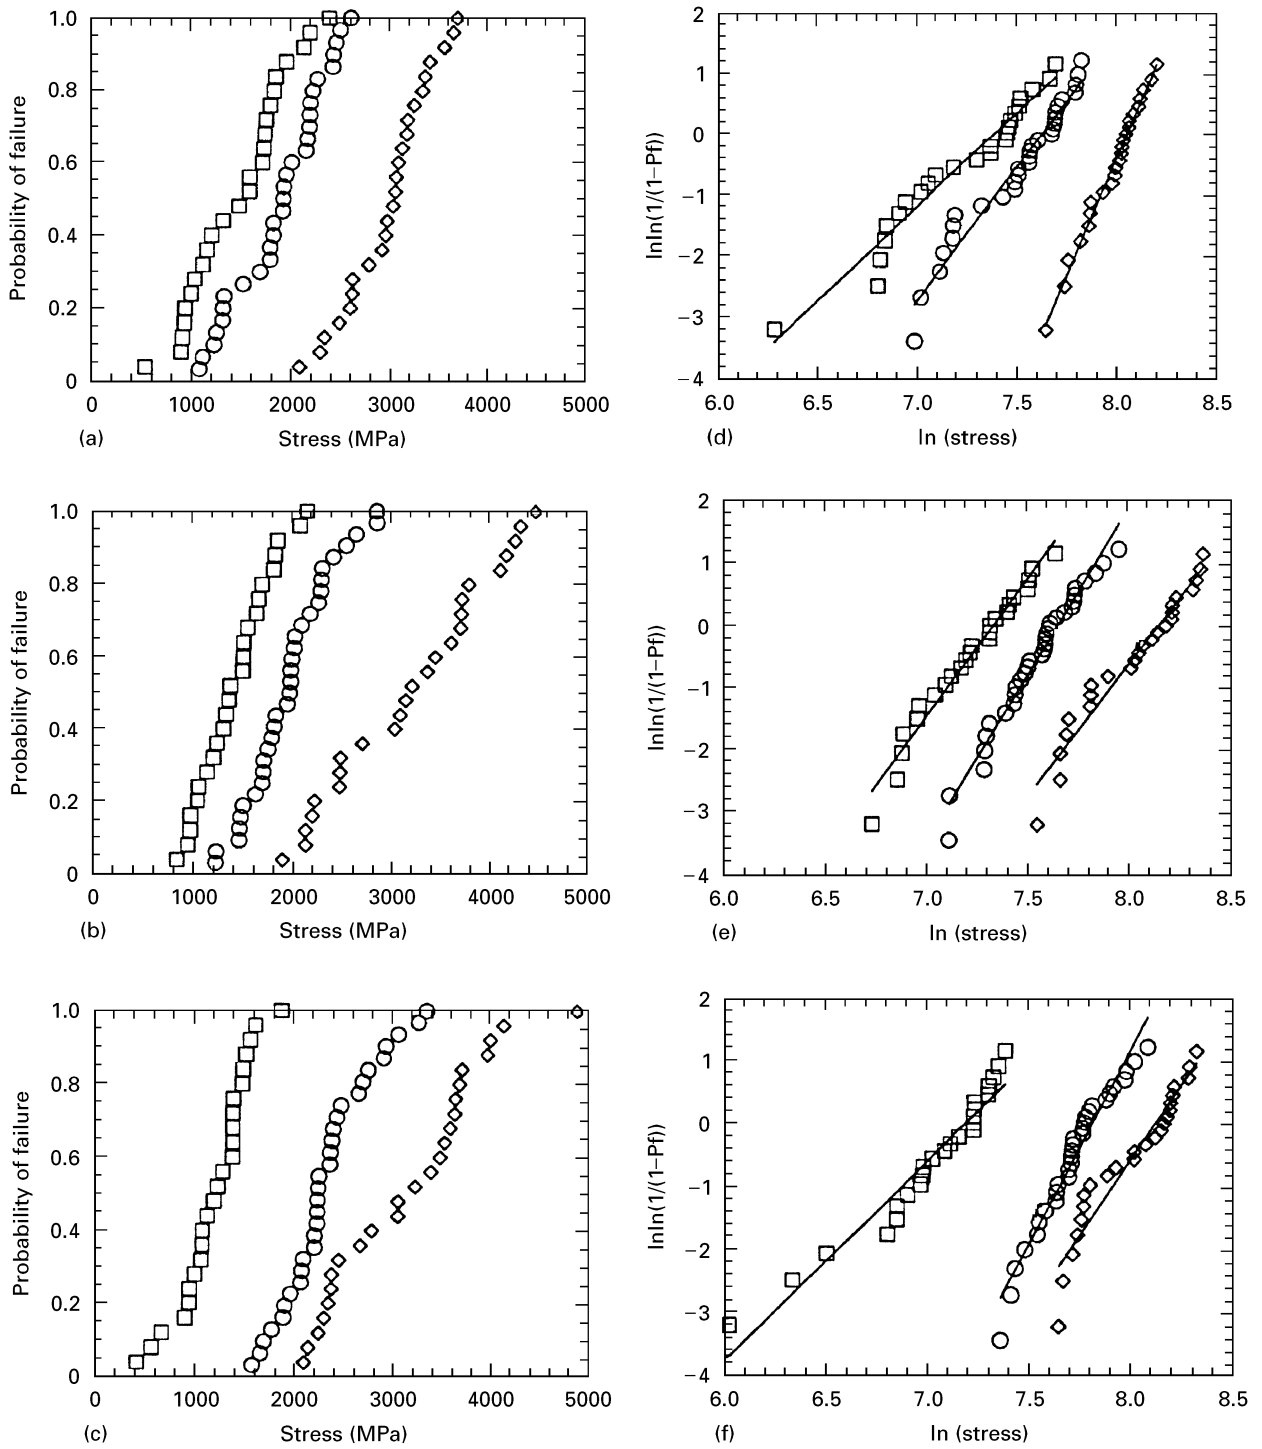 1.0
0.8
0.6
0.4
0.2
0
Probability of failure
0 1000 2000 3000 4000 5000
(a) Stress (MPa)
2
1
0
−1
−2
−3
−4
lnln(1/(1−Pf))
6.0 6.5 7.0 7.5 8.0 8.5
(d) ln (stress)
1.0
0.8
0.6
0.4
0.2
0
Probability of failure
0 1000 2000 3000 4000 5000
(b) Stress (MPa)
2
1
0
−1
−2
−3
−4
lnln(1/(1−Pf))
6.0 6.5 7.0 7.5 8.0 8.5
(e) ln (stress)
1.0
0.8
0.6
0.4
0.2
0
Probability of failure
0 1000 2000 3000 4000 5000
(c) Stress (MPa)
2
1
0
−1
−2
−3
−4
lnln(1/(1−Pf))
6.0 6.5 7.0 7.5 8.0 8.5
(f) ln (stress)